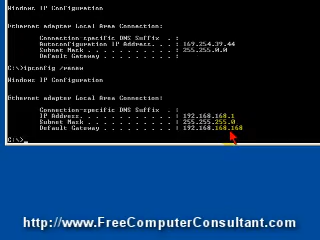 Windows IP Configuration
Ethernet adapter Local Area Connection:
Connection-specific DNS Suffix . :
Autoconfiguration IP Address. . . : 169.254.39.44
Subnet Mask . . . . . . . . . . . : 255.255.0.0
Default Gateway . . . . . . . . . :
C:\>ipconfig /renew
Windows IP Configuration
Ethernet adapter Local Area Connection:
Connection-specific DNS Suffix . :
IP Address. . . . . . . . . . . . : 192.168.168.1
Subnet Mask . . . . . . . . . . . : 255.255.255.0
Default Gateway . . . . . . . . . : 192.168.168.168
C:\>_
http://www.FreeComputerConsultant.com